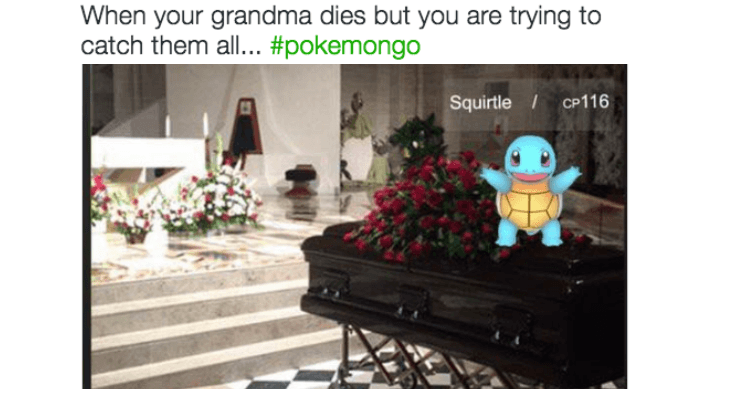 When your grandma dies but you are trying to
catch them all... #pokemongo
Squirtle / CP116